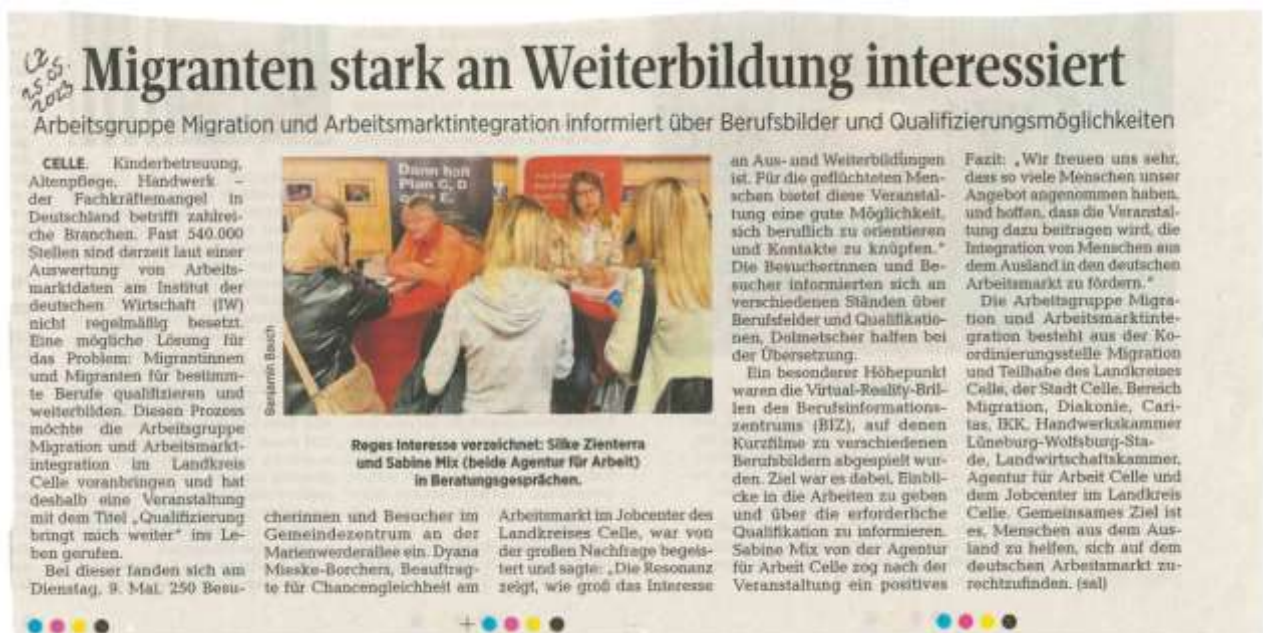 CZ
25.05.
2023
Migranten stark an Weiterbildung interessiert
Arbeitsgruppe Migration und Arbeitsmarktintegration informiert über Berufsbilder und Qualifizierungsmöglichkeiten
CELLE. Kinderbetreuung,
Altenpflege, Handwerk –
der Fachkräftemangel in
Deutschland betrifft zahlrei-
che Branchen. Fast 540.000
Stellen sind derzeit laut einer
Auswertung von Arbeits-
marktdaten am Institut der
deutschen Wirtschaft (IW)
nicht regelmäßig besetzt.
Eine mögliche Lösung für
das Problem: Migrantinnen
und Migranten für bestimm-
te Berufe qualifizieren und
weiterbilden. Diesen Prozess
möchte die Arbeitsgruppe
Migration und Arbeitsmarkt-
integration im Landkreis
Celle voranbringen und hat
deshalb eine Veranstaltung
mit dem Titel „Qualifizierung
bringt mich weiter“ ins Le-
ben gerufen.
Bei dieser fanden sich am
Dienstag, 9. Mai, 250 Besu-
Dann halt
Plan C, D
Benjamin Bauch
Reges Interesse verzeichnet: Silke Zienterra
und Sabine Mix (beide Agentur für Arbeit)
in Beratungsgesprächen.
cherinnen und Besucher im
Gemeindezentrum an der
Marienwerderallee ein. Dyana
Mieske-Borchers, Beauftrag-
te für Chancengleichheit am
Arbeitsmarkt im Jobcenter des
Landkreises Celle, war von
der großen Nachfrage begeis-
tert und sagte: „Die Resonanz
zeigt, wie groß das Interesse
an Aus- und Weiterbildungen
ist. Für die geflüchteten Men-
schen bietet diese Veranstal-
tung eine gute Möglichkeit,
sich beruflich zu orientieren
und Kontakte zu knüpfen.“
Die Besucherinnen und Be-
sucher informierten sich an
verschiedenen Ständen über
Berufsfelder und Qualifikatio-
nen, Dolmetscher halfen bei
der Übersetzung.
Ein besonderer Höhepunkt
waren die Virtual-Reality-Bril-
len des Berufsinformations-
zentrums (BIZ), auf denen
Kurzfilme zu verschiedenen
Berufsbildern abgespielt wur-
den. Ziel war es dabei, Einbli-
cke in die Arbeiten zu geben
und über die erforderliche
Qualifikation zu informieren.
Sabine Mix von der Agentur
für Arbeit Celle zog nach der
Veranstaltung ein positives
Fazit: „Wir freuen uns sehr,
dass so viele Menschen unser
Angebot angenommen haben,
und hoffen, dass die Veranstal-
tung dazu beitragen wird, die
Integration von Menschen aus
dem Ausland in den deutschen
Arbeitsmarkt zu fördern.“
Die Arbeitsgruppe Migra-
tion und Arbeitsmarktinte-
gration besteht aus der Ko-
ordinierungsstelle Migration
und Teilhabe des Landkreises
Celle, der Stadt Celle, Bereich
Migration, Diakonie, Cari-
tas, IKK, Handwerkskammer
Lüneburg-Wolfsburg-Sta-
de, Landwirtschaftskammer,
Agentur für Arbeit Celle und
dem Jobcenter im Landkreis
Celle. Gemeinsames Ziel ist
es, Menschen aus dem Aus-
land zu helfen, sich auf dem
deutschen Arbeitsmarkt zu-
rechtzufinden. (sal)